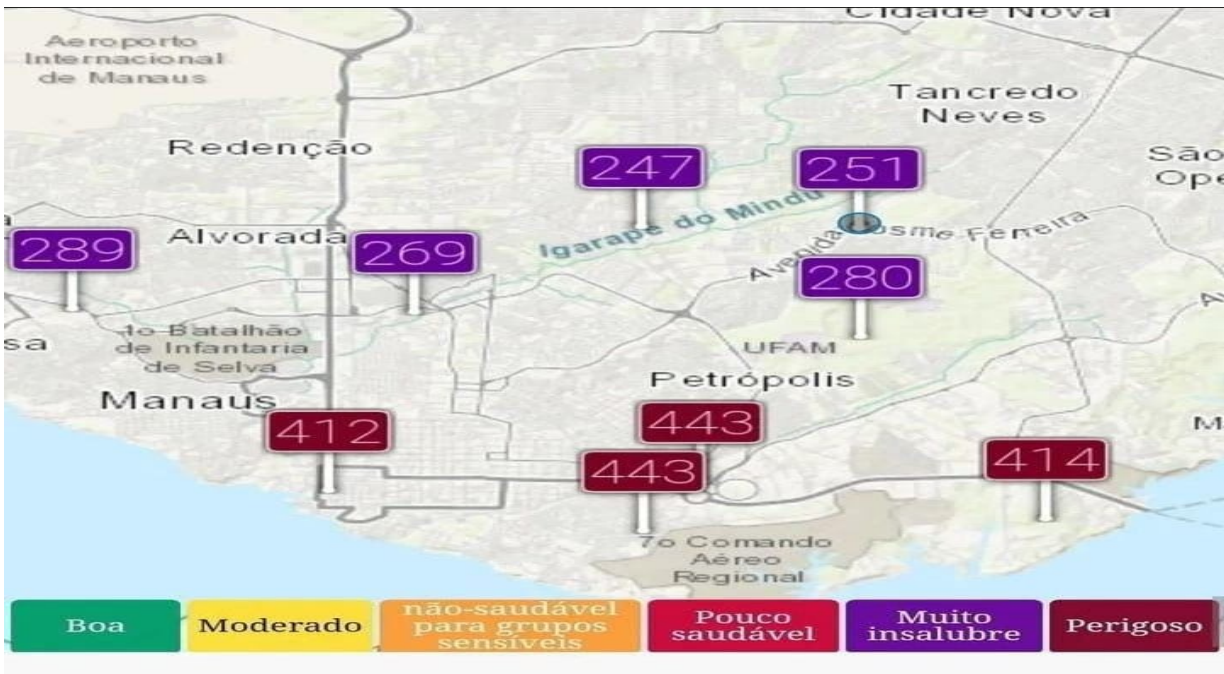 Cidade Nova
Aeroporto
Internacional
de Manaus
Tancredo
Neves
Redenção
São
Ope
247
251
Igarape do Mindu
Avenida Cosme Ferreira
Alvorada
289
269
280
1o Batalhão
de Infantaria
de Selva
sa
UFAM
Petrópolis
Manaus
412
443
443
414
7o Comando
Aéreo
Regional
Boa
Moderado
não-saudável
para grupos
sensíveis
Pouco
saudável
Muito
insalubre
Perigoso